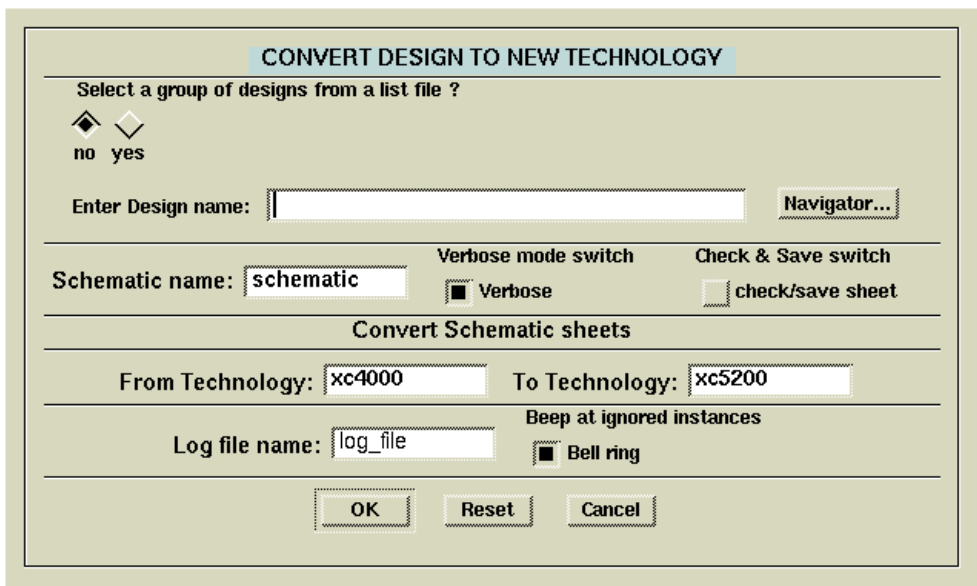 CONVERT DESIGN TO NEW TECHNOLOGY
Select a group of designs from a list file ?
no yes
Enter Design name: Navigator...
Verbose mode switch Check & Save switch
Schematic name: schematic Verbose check/save sheet
Convert Schematic sheets
From Technology: xc4000 To Technology: xc5200
Beep at ignored instances
Log file name: log_file Bell ring
OK Reset Cancel